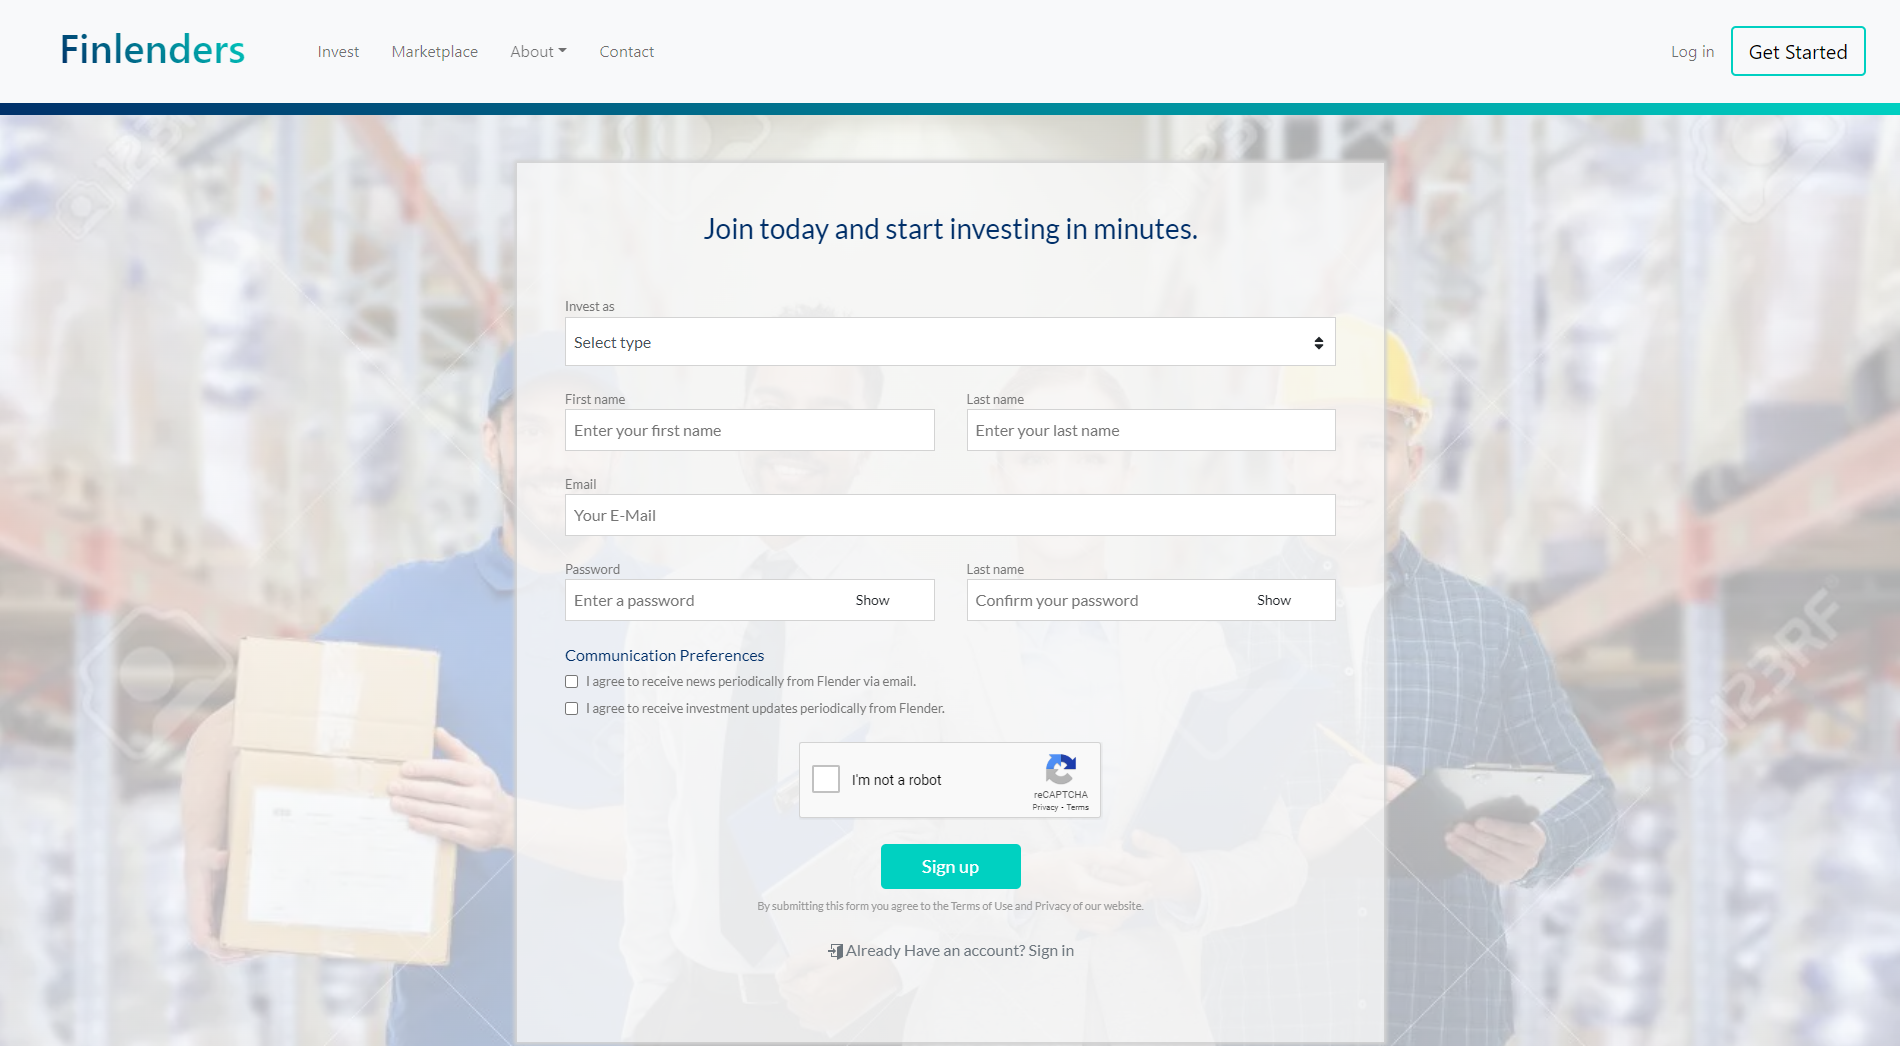 Finlenders
Invest
Marketplace
About
Contact
Log in
Get Started
Join today and start investing in minutes.
Invest as
Select type
First name
Last name
Enter your first name
Enter your last name
Email
Your E-Mail
Password
Last name
Enter a password
Show
Confirm your password
Show
Communication Preferences
I agree to receive news periodically from Flender via email.
I agree to receive investment updates periodically from Flender.
I'm not a robot
reCAPTCHA
Privacy - Terms
Sign up
By submitting this form you agree to the Terms of Use and Privacy of our website.
Already Have an account? Sign in
123RF